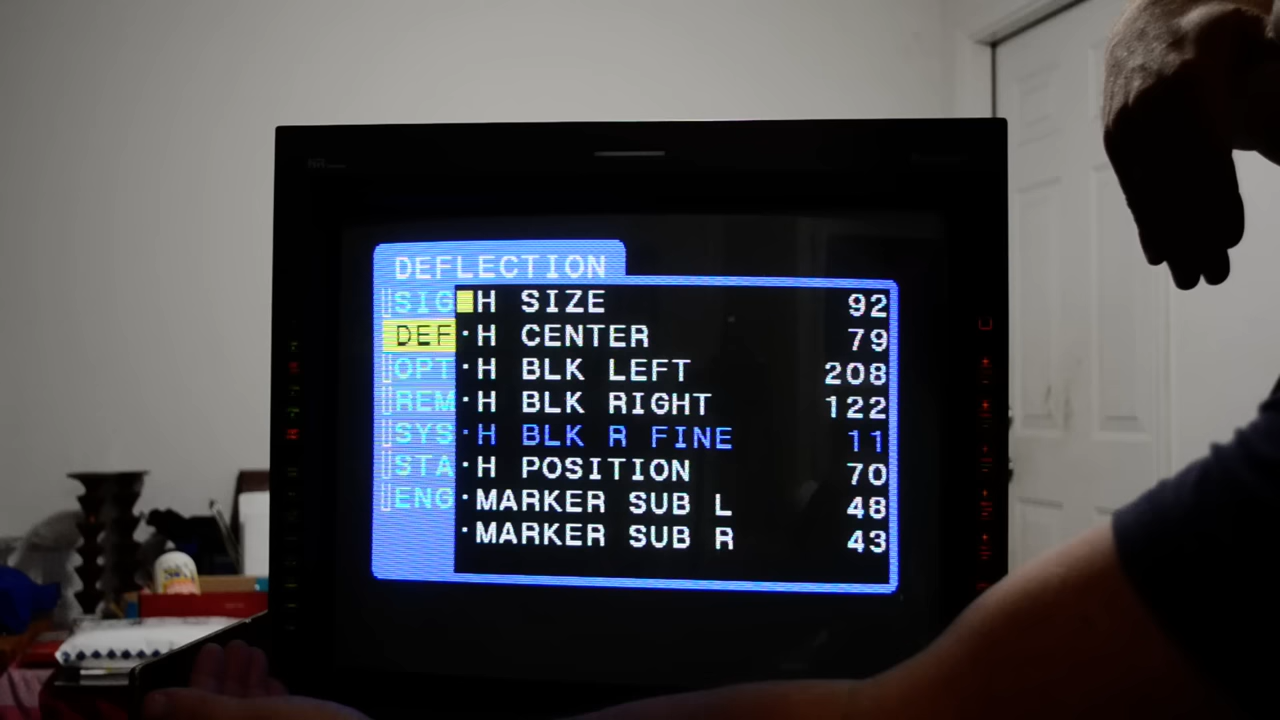 DEFLECTION
SIG H SIZE 92
DEF ·H CENTER 79
OPT ·H BLK LEFT 208
REM ·H BLK RIGHT 122
SYS ·H BLK R FINE 11
STA ·H POSITION 70
ENG ·MARKER SUB L 48
·MARKER SUB R 43